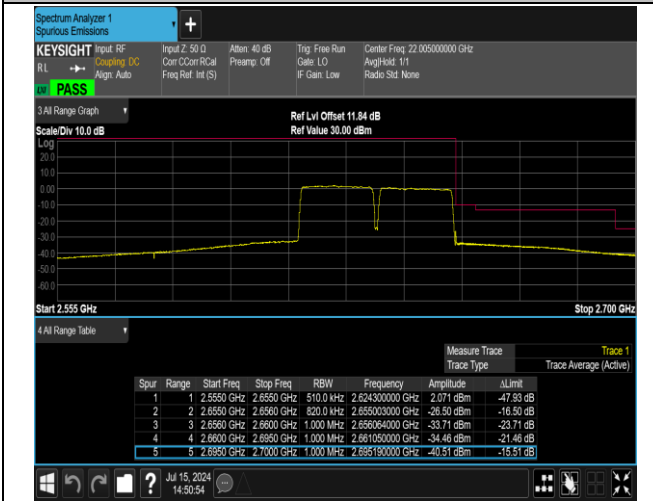 Spectrum Analyzer 1
Spurious Emissions
+
KEYSIGHT Input: RF Input Z: 50 Ω Atten: 40 dB Trig: Free Run Center Freq: 22.005000000 GHz
RL Coupling: DC Corr CCorr RCal Preamp: Off Gate: LO Avg|Hold: 1/1
Align: Auto Freq Ref: Int (S) IF Gain: Low Radio Std: None
PASS
3 All Range Graph
Ref Lvl Offset 11.84 dB
Scale/Div 10.0 dB Ref Value 30.00 dBm
Log
20.0
10.0
0.00
-10.0
-20.0
-30.0
-40.0
-50.0
-60.0
Start 2.555 GHz Stop 2.700 GHz
4 All Range Table
Measure Trace Trace 1
Trace Type Trace Average (Active)
Spur Range Start Freq Stop Freq RBW Frequency Amplitude ΔLimit
1 1 2.5550 GHz 2.6550 GHz 510.0 kHz 2.624300000 GHz 2.071 dBm -47.93 dB
2 2 2.6550 GHz 2.6560 GHz 820.0 kHz 2.655003000 GHz -26.50 dBm -16.50 dB
3 3 2.6560 GHz 2.6600 GHz 1.000 MHz 2.656064000 GHz -33.71 dBm -23.71 dB
4 4 2.6600 GHz 2.6950 GHz 1.000 MHz 2.661050000 GHz -34.46 dBm -21.46 dB
5 5 2.6950 GHz 2.7000 GHz 1.000 MHz 2.695190000 GHz -40.51 dBm -15.51 dB
? Jul 15, 2024
14:50:54